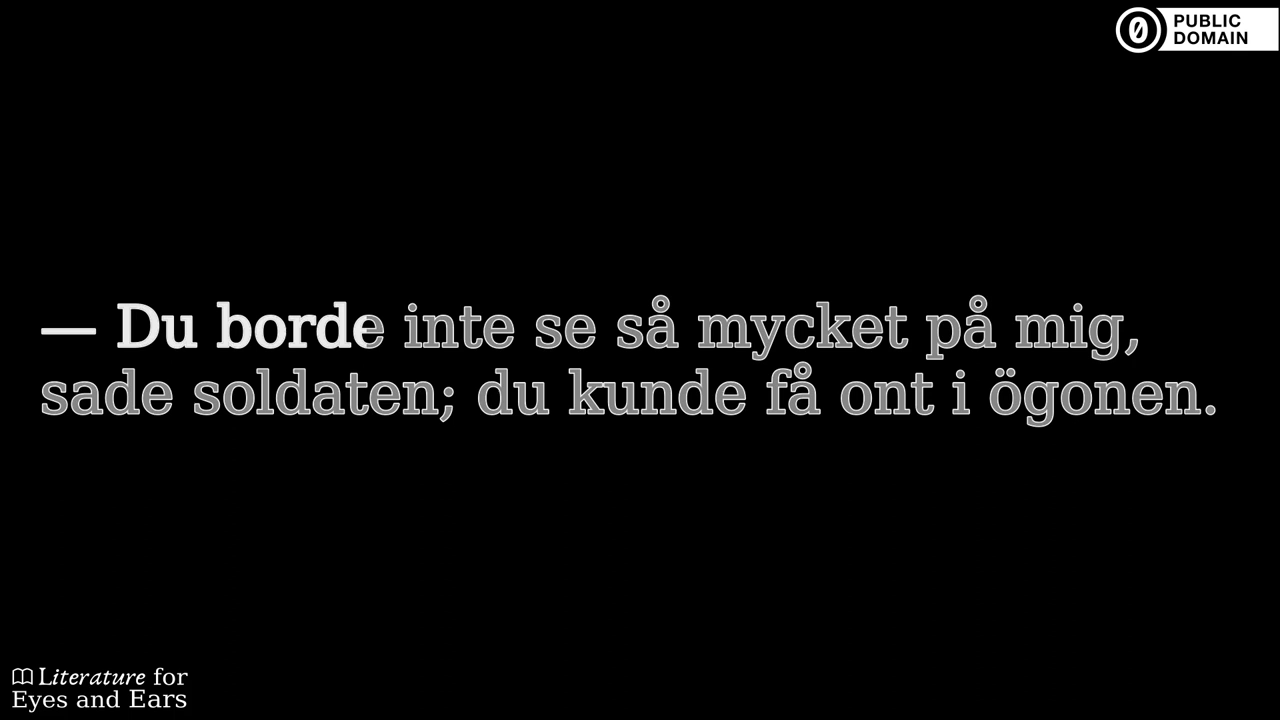 PUBLIC
DOMAIN
— Du borde inte se så mycket på mig,
sade soldaten; du kunde få ont i ögonen.
Literature for
Eyes and Ears